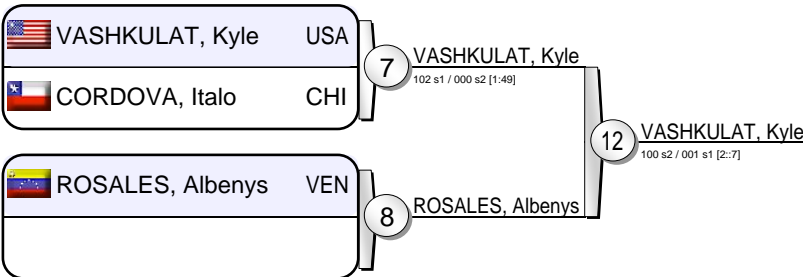 VASHKULAT, Kyle USA
CORDOVA, Italo CHI
7
VASHKULAT, Kyle
102 s1 / 000 s2 [1:49]
ROSALES, Albenys VEN
8
ROSALES, Albenys
12
VASHKULAT, Kyle
100 s2 / 001 s1 [2::7]